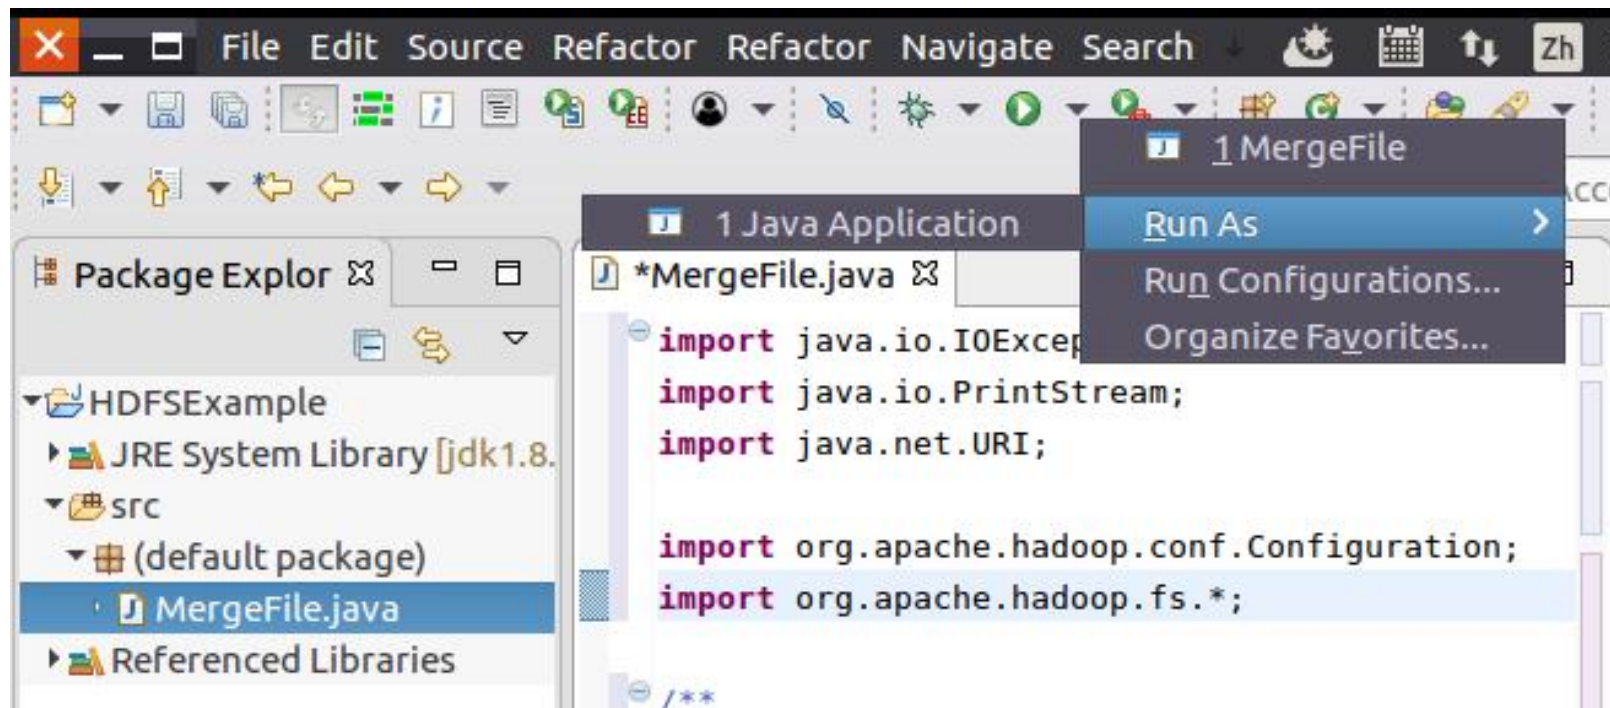 File Edit Source Refactor Refactor Navigate Search Zh
1 MergeFile
Run As
1 Java Application
Run Configurations...
Organize Favorites...
Package Explor
*MergeFile.java
HDFSExample
JRE System Library [jdk1.8.
src
(default package)
MergeFile.java
Referenced Libraries
import java.io.IOExcep
import java.io.PrintStream;
import java.net.URI;
import org.apache.hadoop.conf.Configuration;
import org.apache.hadoop.fs.*;
/**